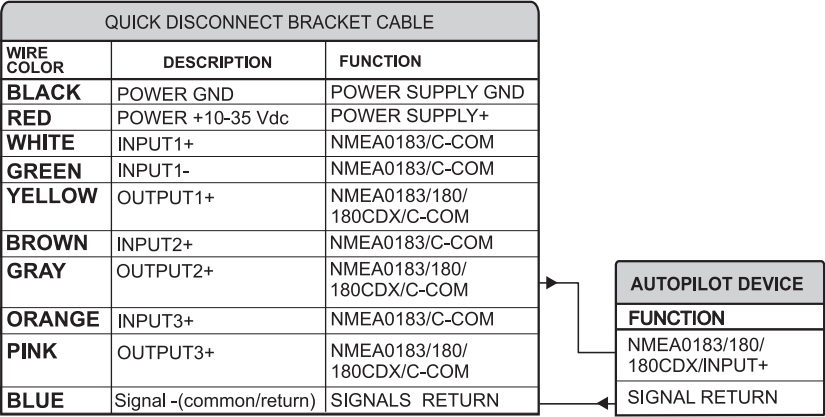 QUICK DISCONNECT BRACKET CABLE
WIRE
COLOR
DESCRIPTION
FUNCTION
BLACK POWER GND POWER SUPPLY GND
RED POWER +10-35 Vdc POWER SUPPLY+
WHITE INPUT1+ NMEA0183/C-COM
GREEN INPUT1- NMEA0183/C-COM
YELLOW OUTPUT1+ NMEA0183/180/
180CDX/C-COM
BROWN INPUT2+ NMEA0183/C-COM
GRAY OUTPUT2+ NMEA0183/180/
180CDX/C-COM
ORANGE INPUT3+ NMEA0183/C-COM
PINK OUTPUT3+ NMEA0183/180/
180CDX/C-COM
BLUE Signal -(common/return) SIGNALS RETURN
AUTOPILOT DEVICE
FUNCTION
NMEA0183/180/
180CDX/INPUT+
SIGNAL RETURN